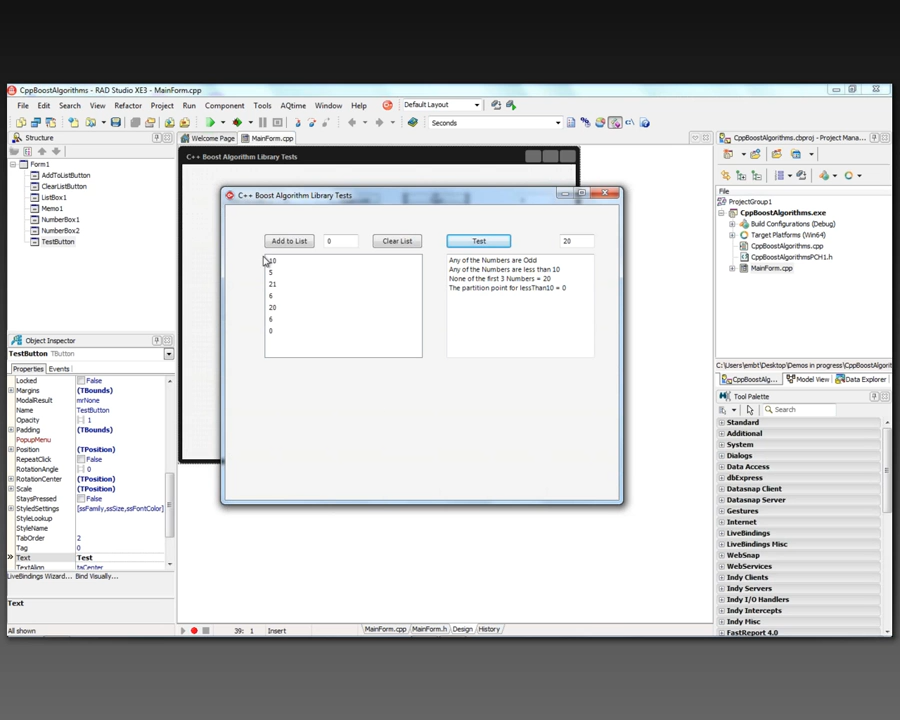 CppBoostAlgorithms - RAD Studio XE3 - MainForm.cpp
File Edit Search View Refactor Project Run Component Tools AQtime Window Help Default Layout
Seconds
Structure
Form1
AddToListButton
ClearListButton
ListBox1
Memo1
NumberBox1
NumberBox2
TestButton
Object Inspector
TestButton TButton
Properties Events
Locked False
Margins (TBounds)
ModalResult mrNone
Name TestButton
Opacity 1
Padding (TBounds)
PopupMenu
Position (TPosition)
RepeatClick False
RotationAngle 0
RotationCenter (TPosition)
Scale (TPosition)
StaysPressed False
StyledSettings [ssFamily,ssSize,ssFontColor]
StyleLookup
StyleName
TabOrder 2
Tag 0
Text Test
TextAlign taCenter
LiveBindings Wizard... Bind Visually...
Text
All shown
Welcome Page MainForm.cpp
C++ Boost Algorithm Library Tests
C++ Boost Algorithm Library Tests
Add to List 0 Clear List Test 20
10
5
21
6
20
6
0
Any of the Numbers are Odd
Any of the Numbers are less than 10
None of the first 3 Numbers = 20
The partition point for lessThan10 = 0
39: 1 Insert
MainForm.cpp MainForm.h Design History
CppBoostAlgorithms.cbproj - Project Mana...
File
ProjectGroup1
CppBoostAlgorithms.exe
Build Configurations (Debug)
Target Platforms (Win64)
CppBoostAlgorithms.cpp
CppBoostAlgorithmsPCH1.h
MainForm.cpp
C:\Users\embt\Desktop\Demos in progress\CppBoostAlgo
CppBoostAlg... Model View Data Explorer
Tool Palette
Search
Standard
Additional
System
Dialogs
Data Access
dbExpress
Datasnap Client
Datasnap Server
Gestures
Internet
LiveBindings
LiveBindings Misc
WebSnap
WebServices
Indy Clients
Indy Servers
Indy I/O Handlers
Indy Intercepts
Indy Misc
FastReport 4.0